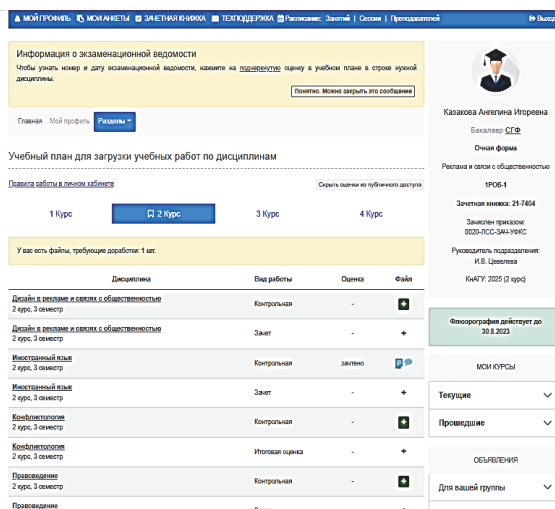 МОЙ ПРОФИЛЬ МОИ АНКЕТЫ ЗАЧЕТНАЯ КНИЖКА ТЕХПОДДЕРЖКА Расписание: Занятий | Сессии | Преподавателей Выход
Информация о экзаменационной ведомости
Чтобы узнать номер и дату экзаменационной ведомости, нажмите на подчеркнутую оценку в учебном плане в строке нужной
дисциплины.
Понятно. Можно закрыть это сообщение
Главная Мой профиль Разделы
Учебный план для загрузки учебных работ по дисциплинам
Правила работы в личном кабинете
Скрыть оценки из публичного доступа
1 Курс 2 Курс 3 Курс 4 Курс
У вас есть файлы, требующие доработки: 1 шт.
Дисциплина Вид работы Оценка Файл
Дизайн в рекламе и связях с общественностью
2 курс, 3 семестр
Контрольная - +
Дизайн в рекламе и связях с общественностью
2 курс, 3 семестр
Зачет - +
Иностранный язык
2 курс, 3 семестр
Контрольная зачтено
Иностранный язык
2 курс, 3 семестр
Зачет - +
Конфликтология
2 курс, 3 семестр
Контрольная - +
Конфликтология
2 курс, 3 семестр
Итоговая оценка - +
Правоведение
2 курс, 3 семестр
Контрольная - +
Правоведение
Казакова Ангелина Игоревна
Бакалавр СГФ
Очная форма
Реклама и связи с общественностью
1РОб-1
Зачетная книжка: 21-7404
Зачислен приказом:
0020-ЛСС-ЗАЧ-УФКС
Руководитель подразделения:
И.В. Цевелева
КнАГУ: 2025 (2 курс)
Флюорография действует до
30.8.2023
МОИ КУРСЫ
Текущие
Прошедшие
ОБЪЯВЛЕНИЯ
Для вашей группы